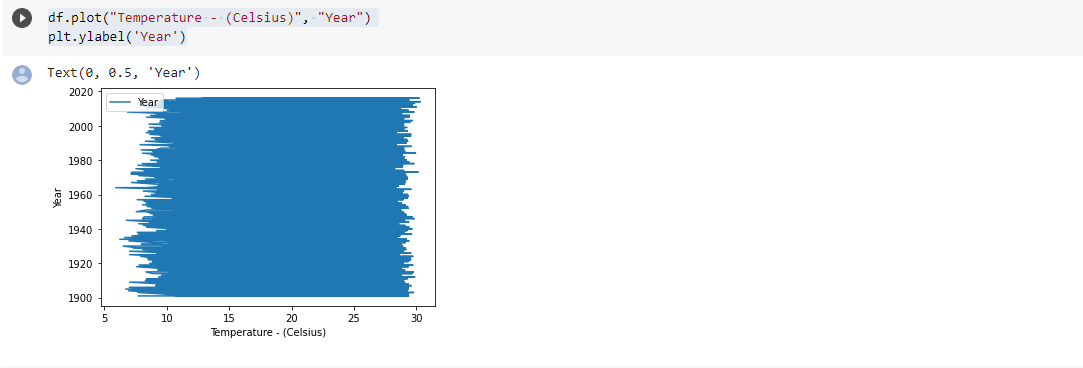 df.plot("Temperature - (Celsius)", "Year")
plt.ylabel('Year')
Text(0, 0.5, 'Year')
Year
2020
2000
1980
1960
1940
1920
1900
Year
5 10 15 20 25 30
Temperature - (Celsius)